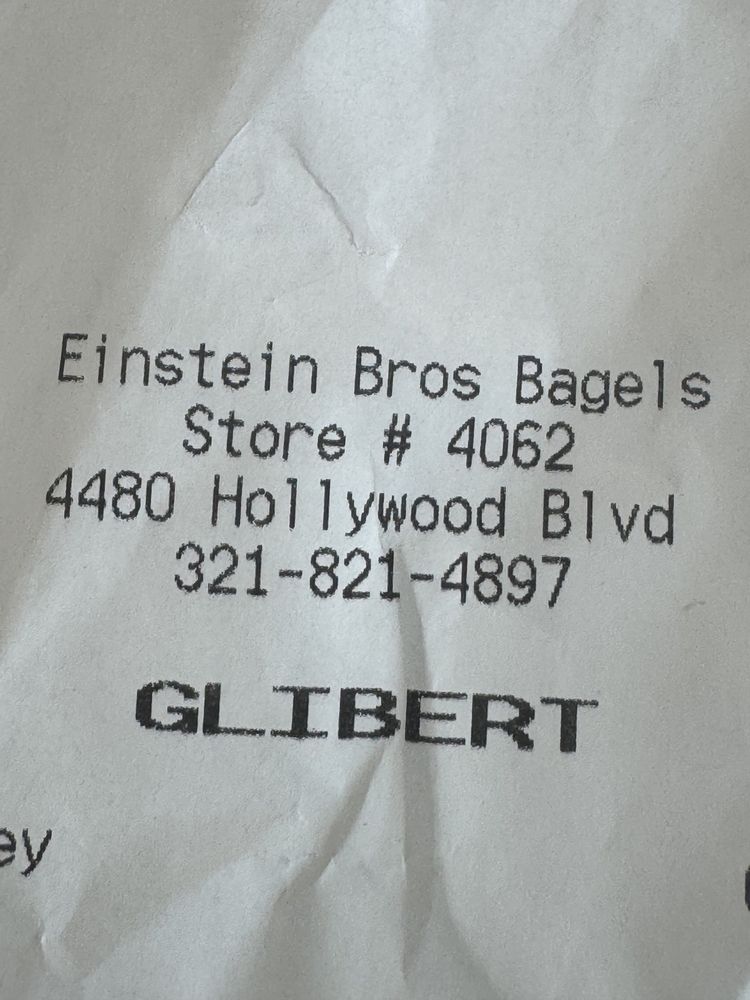 Einstein Bros Bagels
Store # 4062
4480 Hollywood Blvd
321-821-4897
GLIBERT